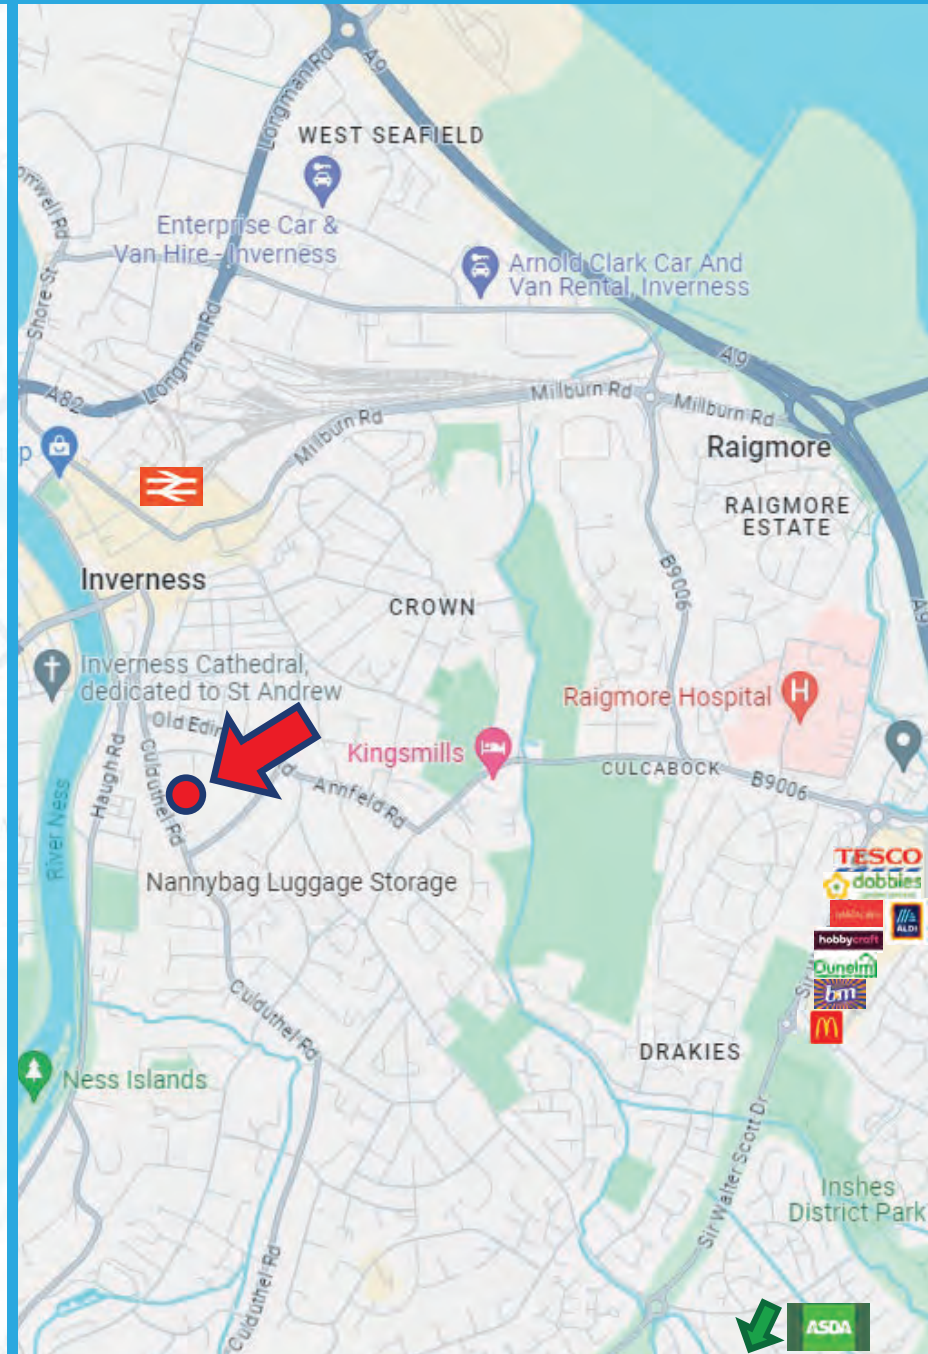 Longman Rd
A9
WEST SEAFIELD
Enterprise Car &
Van Hire - Inverness
Arnold Clark Car And
Van Rental, Inverness
Shore St
Longman Rd
A82
A9
Milburn Rd
Millburn Rd
Millburn Rd
p
Raigmore
RAIGMORE
ESTATE
Inverness
CROWN
B9006
A9
Inverness Cathedral,
dedicated to St Andrew
Raigmore Hospital
H
Kingsmills
CULCABOCK
B9006
Haugh Rd
Culduthel Rd
Annfeld Rd
River Ness
Nannybag Luggage Storage
TESCO
dobbies
ALDI
hobbycraft
Dunelm
bm
Culduthel Rd
DRAKIES
Ness Islands
Sir Walter Scott Dr
Inshes
District Park
Culduthel Rd
ASDA